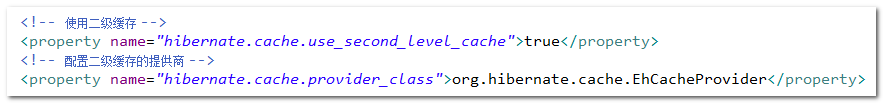 <!-- 使用二级缓存 -->
<property name="hibernate.cache.use_second_level_cache">true</property>
<!-- 配置二级缓存的提供商 -->
<property name="hibernate.cache.provider_class">org.hibernate.cache.EhCacheProvider</property>